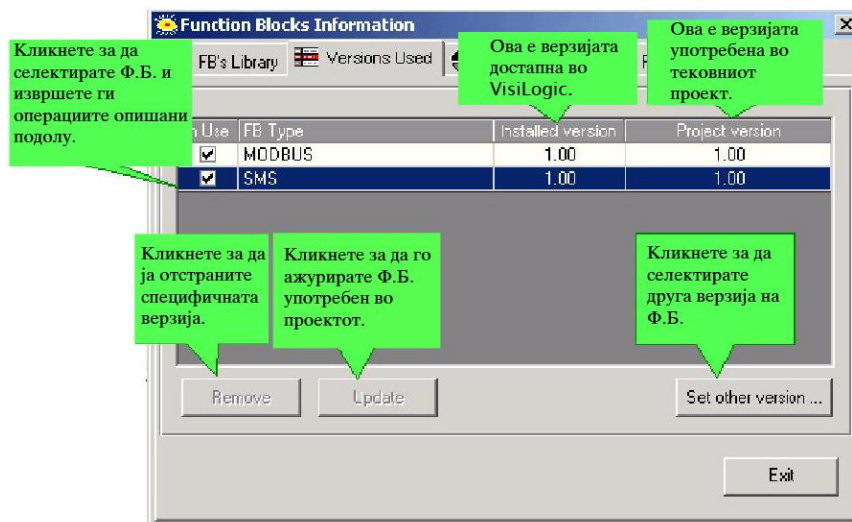 Function Blocks Information
Кликнете за да
селектирате Ф.Б. и
извршете ги
операциите опишани
подолу.
FB's Library
Versions Used
Ова е верзијата
достапна во
VisiLogic.
Ова е верзијата
употребена во
тековниот
проект.
Use
FB Type
Installed version
Project version
MODBUS
1.00
1.00
SMS
1.00
1.00
Кликнете за да
ја отстраните
специфичната
верзија.
Кликнете за да го
ажурирате Ф.Б.
употребен во
проектот.
Кликнете за да
селектирате
друга верзија на
Ф.Б.
Remove
Update
Set other version ...
Exit